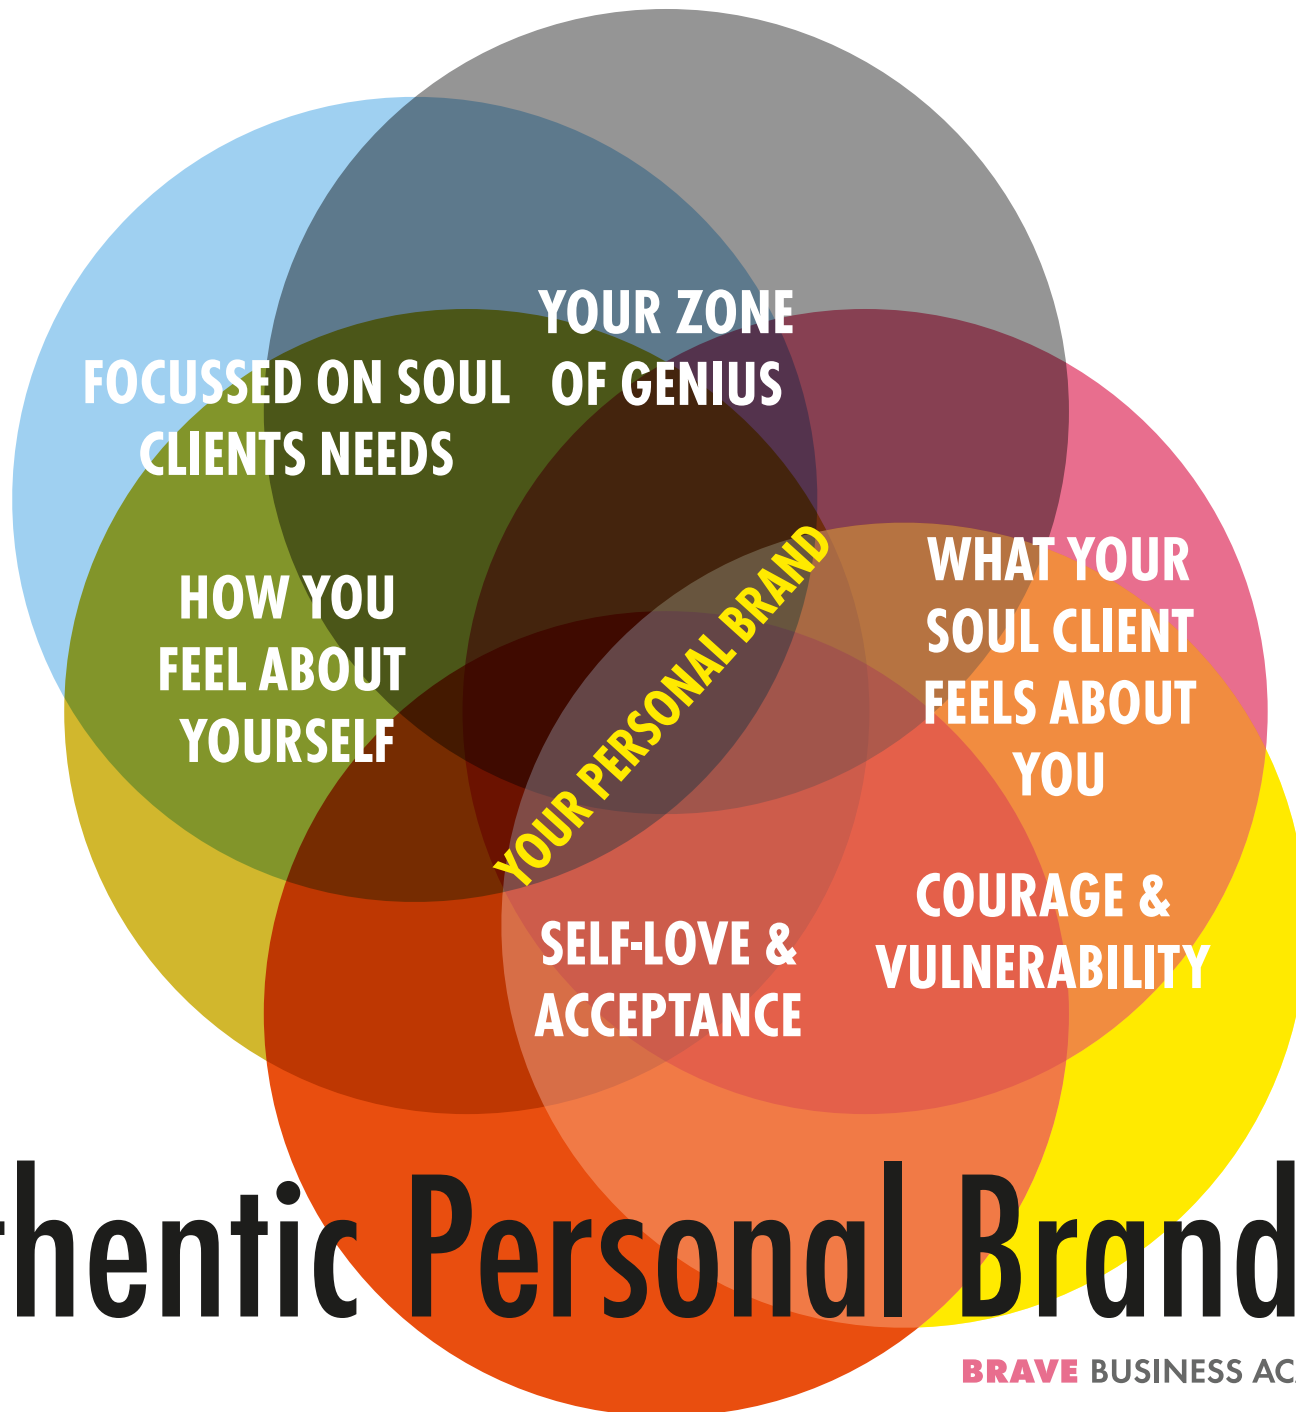 YOUR ZONE
OF GENIUS
FOCUSSED ON SOUL
CLIENTS NEEDS
HOW YOU
FEEL ABOUT
YOURSELF
YOUR PERSONAL BRAND
WHAT YOUR
SOUL CLIENT
FEELS ABOUT
YOU
COURAGE &
VULNERABILITY
SELF-LOVE &
ACCEPTANCE
thentic Personal Brand
BRAVE BUSINESS AC